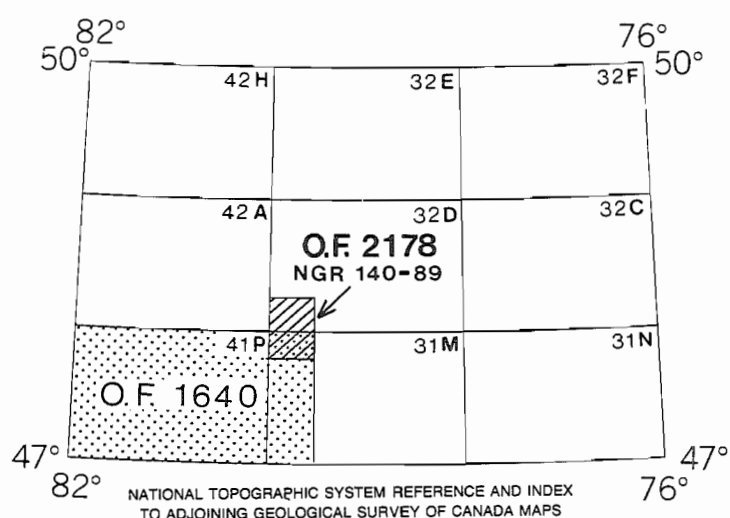 82° 76°
50° 50°
42H 32E 32F
42A 32D 32C
O.F. 2178
NGR 140-89
41P 31M 31N
O.F. 1640
47° 47°
82° 76°
NATIONAL TOPOGRAPHIC SYSTEM REFERENCE AND INDEX
TO ADJOINING GEOLOGICAL SURVEY OF CANADA MAPS